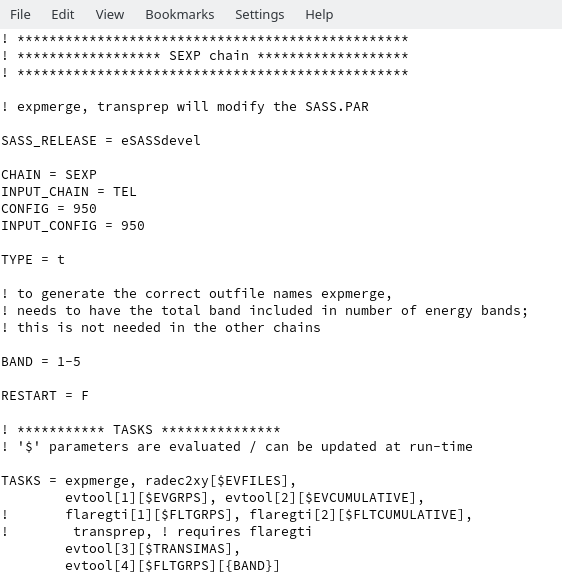 File Edit View Bookmarks Settings Help
! *************************************************
! ****************** SEXP chain *******************
! *************************************************
! expmerge, transprep will modify the SASS.PAR
SASS_RELEASE = eSASSdevel
CHAIN = SEXP
INPUT_CHAIN = TEL
CONFIG = 950
INPUT_CONFIG = 950
TYPE = t
! to generate the correct outfile names expmerge,
! needs to have the total band included in number of energy bands;
! this is not needed in the other chains
BAND = 1-5
RESTART = F
! *********** TASKS ***************
! '$' parameters are evaluated / can be updated at run-time
TASKS = expmerge, radec2xy[$EVFILES],
        evtool[1][$EVGRPS], evtool[2][$EVCUMULATIVE],
!       flaregti[1][$FLTGRPS], flaregti[2][$FLTCUMULATIVE],
!        transprep, ! requires flaregti
        evtool[3][$TRANSIMAS],
        evtool[4][$FLTGRPS][{BAND}]